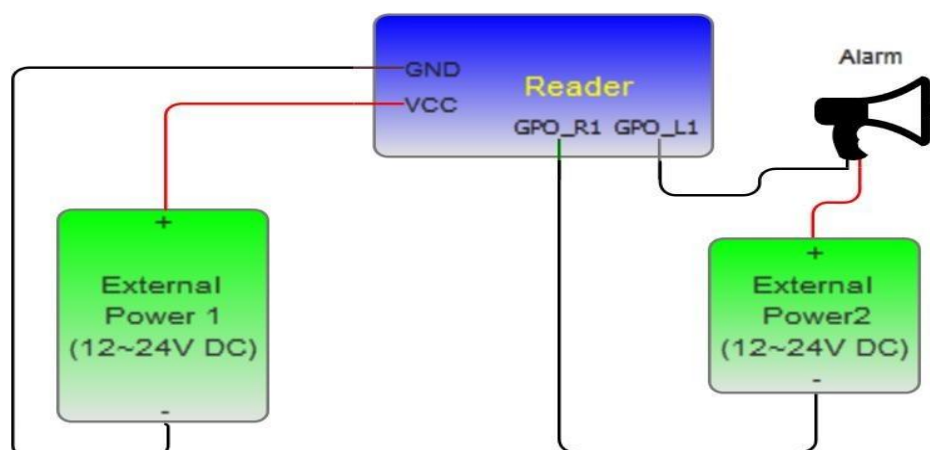 Alarm
GND
Reader
VCC
GPO_R1 GPO_L1
+
External
Power 1
(12~24V DC)
-
+
External
Power2
(12~24V DC)
-